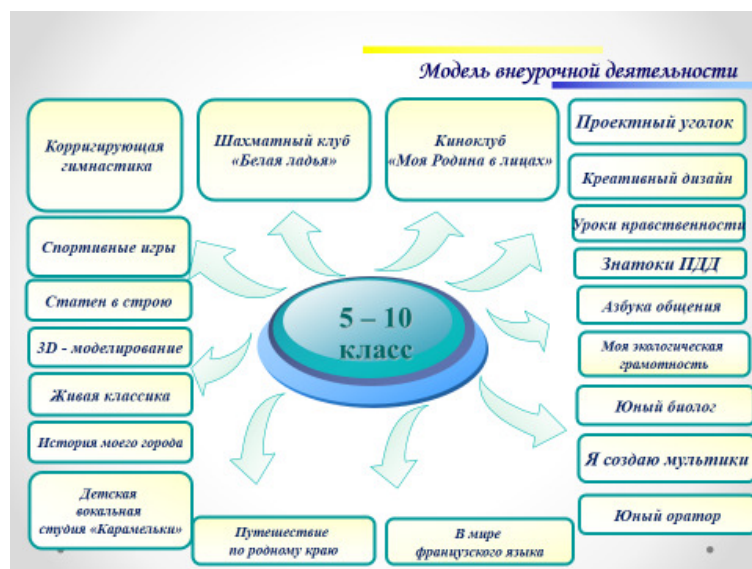 Модель внеурочной деятельности
Корригирующая
гимнастика
Шахматный клуб
«Белая ладья»
Киноклуб
«Моя Родина в лицах»
Проектный уголок
Креативный дизайн
Уроки нравственности
Знатоки ПДД
Азбука общения
Моя экологическая
грамотность
Юный биолог
Я создаю мультики
Юный оратор
Спортивные игры
Статен в строю
3D - моделирование
Живая классика
История моего города
Детская
вокальная
студия «Карамельки»
5 – 10
класс
Путешествие
по родному краю
В мире
французского языка